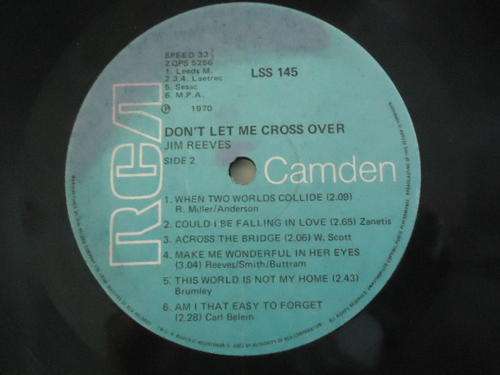 SPEED 33⅓
2 QPS 5266
1. Leeds M.
2.3.4. Laetrec
5. Sesac
6. M.P.A.
℗ 1970
LSS 145
DON'T LET ME CROSS OVER
JIM REEVES
SIDE 2
RCA
Camden
1. WHEN TWO WORLDS COLLIDE (2.09)
R. Miller/Anderson
2. COULD I BE FALLING IN LOVE (2.65) Zanetis
3. ACROSS THE BRIDGE (2.06) W. Scott
4. MAKE ME WONDERFUL IN HER EYES
(3.04) Reeves/Smith/Buttram
5. THIS WORLD IS NOT MY HOME (2.43)
Brumley
6. AM I THAT EASY TO FORGET
(2.28) Carl Belein